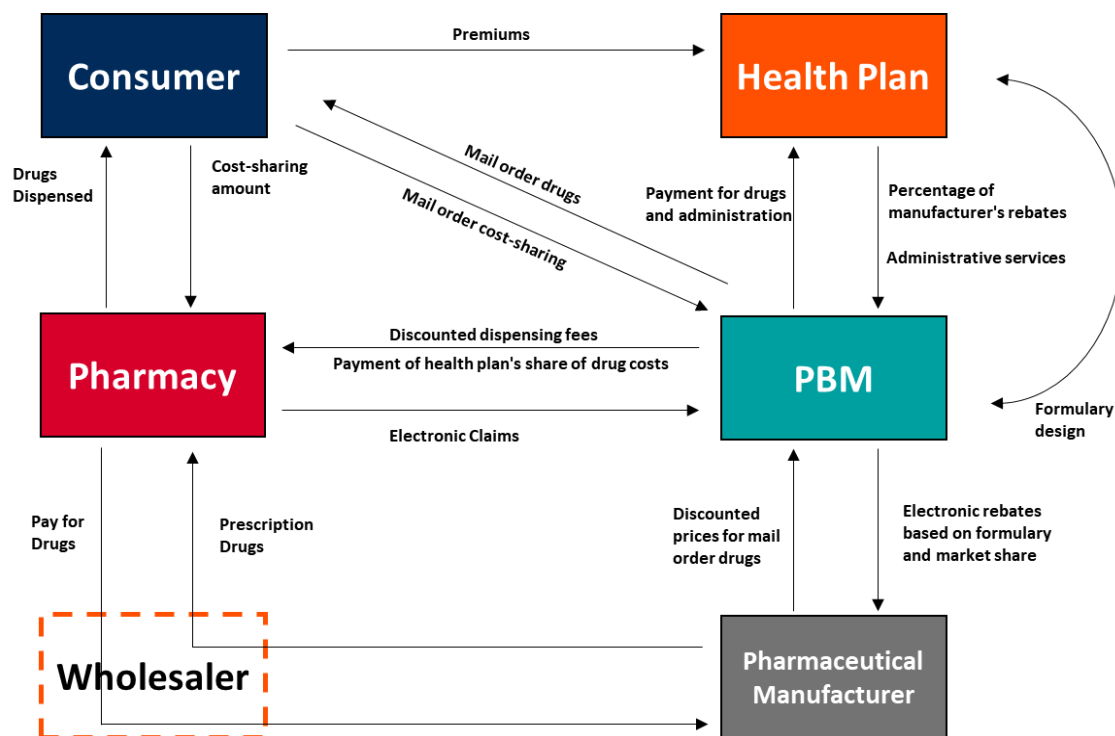 Premiums
Consumer
Health Plan
Drugs
Dispensed
Cost-sharing
amount
Mail order drugs
Mail order cost-sharing
Payment for drugs
and administration
Percentage of
manufacturer's rebates
Administrative services
Discounted dispensing fees
Payment of health plan's share of drug costs
Pharmacy
PBM
Electronic Claims
Formulary
design
Pay for
Drugs
Prescription
Drugs
Discounted
prices for mail
order drugs
Electronic rebates
based on formulary
and market share
Wholesaler
Pharmaceutical
Manufacturer